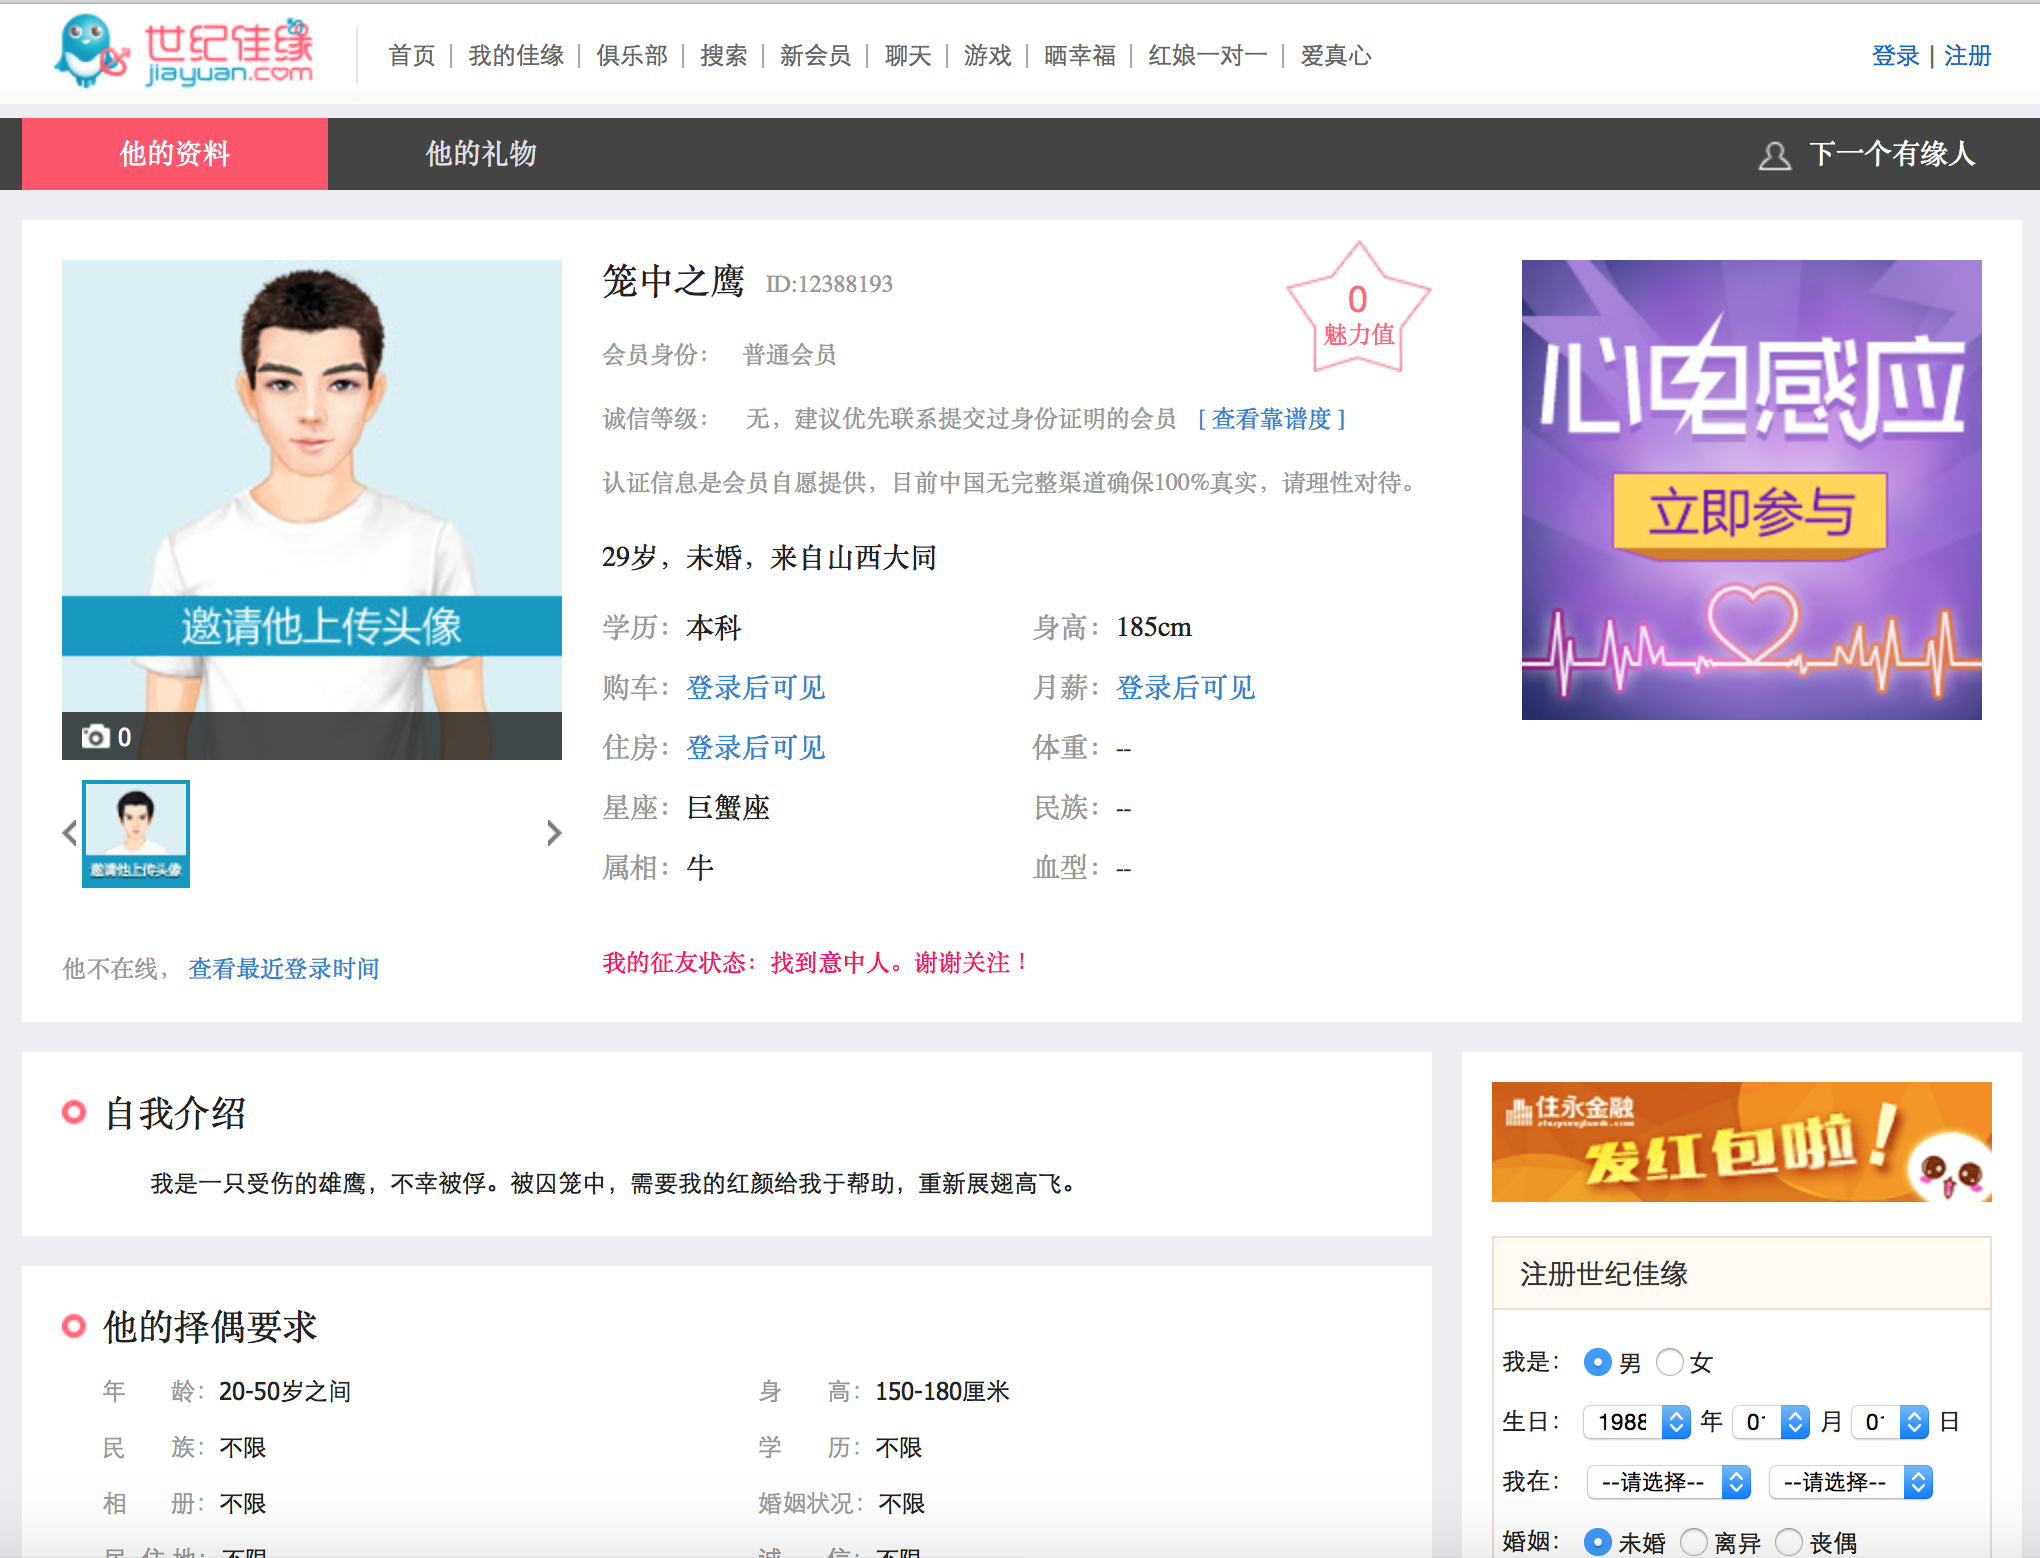 世纪佳缘
jiayuan.com
首页 | 我的佳缘 | 俱乐部 | 搜索 | 新会员 | 聊天 | 游戏 | 晒幸福 | 红娘一对一 | 爱真心
登录 | 注册
他的资料
他的礼物
下一个有缘人
邀请他上传头像
0
邀请他上传头像
他不在线， 查看最近登录时间
笼中之鹰 ID:12388193
0
魅力值
会员身份： 普通会员
诚信等级： 无，建议优先联系提交过身份证明的会员 [ 查看靠谱度 ]
认证信息是会员自愿提供，目前中国无完整渠道确保100%真实，请理性对待。
29岁，未婚，来自山西大同
学历： 本科 身高： 185cm
购车： 登录后可见 月薪： 登录后可见
住房： 登录后可见 体重： --
星座： 巨蟹座 民族： --
属相： 牛 血型： --
我的征友状态：找到意中人。谢谢关注！
心电感应
立即参与
自我介绍
我是一只受伤的雄鹰，不幸被俘。被囚笼中，需要我的红颜给我于帮助，重新展翅高飞。
他的择偶要求
年 龄： 20-50岁之间 身 高： 150-180厘米
民 族： 不限 学 历： 不限
相 册： 不限 婚姻状况： 不限
居 住 地： 不限 诚 信： 不限
住永金融
发红包啦！
注册世纪佳缘
我是： 男 女
生日： 1988 年 月 日
我在： --请选择-- --请选择--
婚姻： 未婚 离异 丧偶